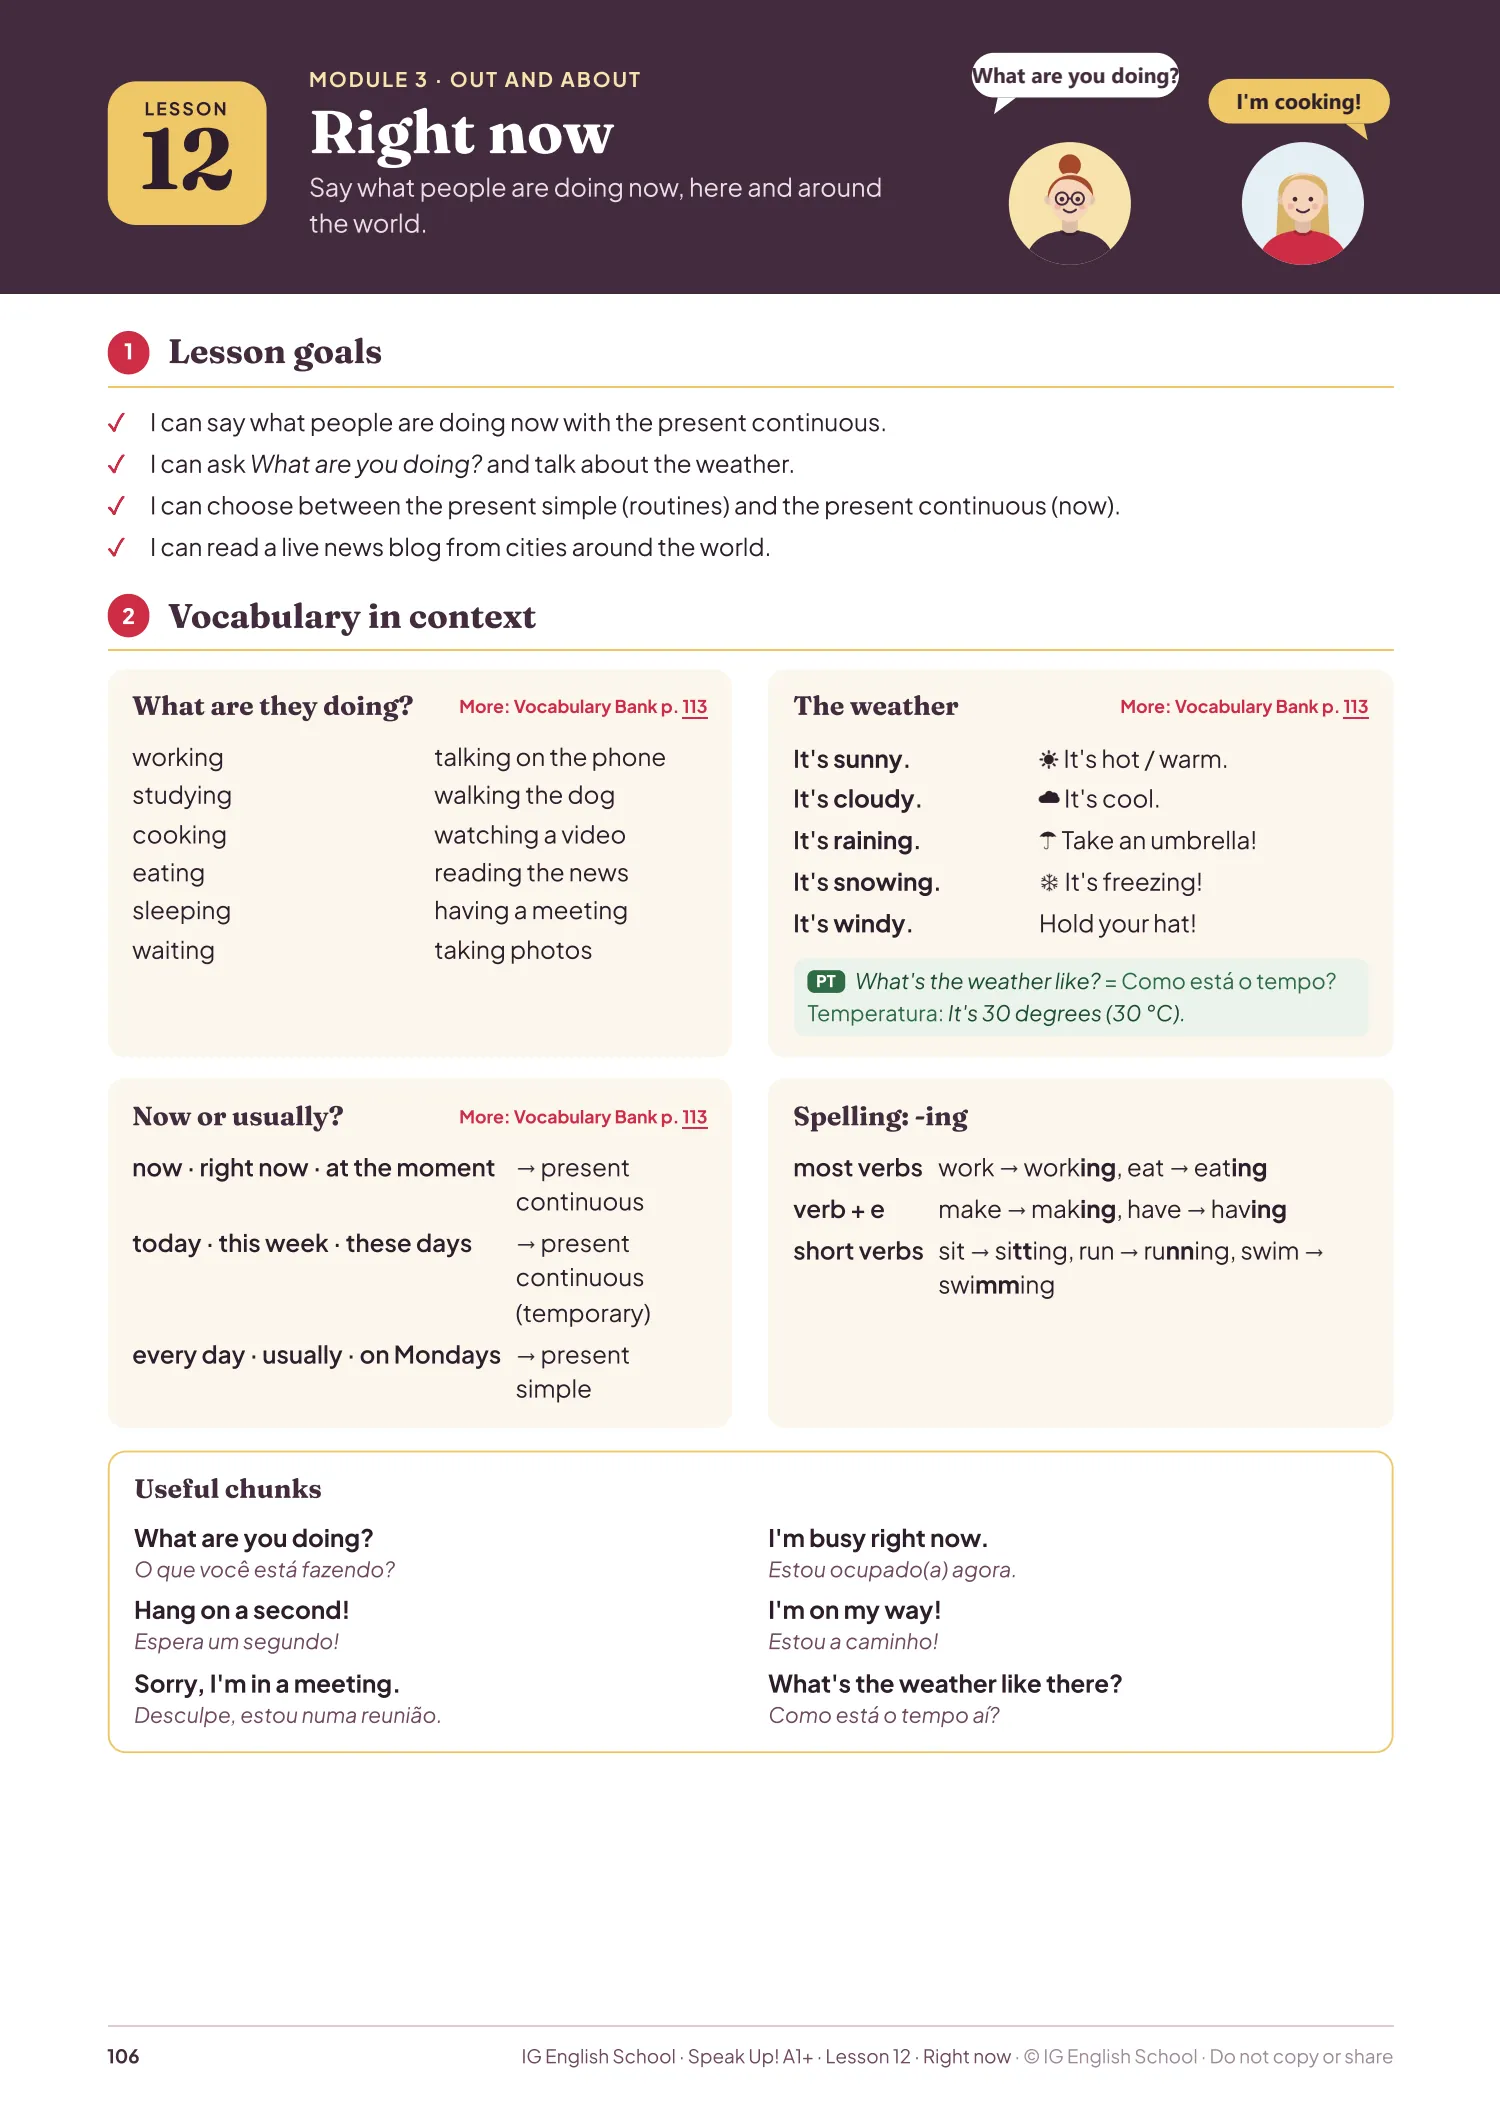 LESSON
12
MODULE 3 · OUT AND ABOUT
Right now
Say what people are doing now, here and around
the world.
What are you doing?
I'm cooking!
1 Lesson goals
✓ I can say what people are doing now with the present continuous.
✓ I can ask What are you doing? and talk about the weather.
✓ I can choose between the present simple (routines) and the present continuous (now).
✓ I can read a live news blog from cities around the world.
2 Vocabulary in context
What are they doing? More: Vocabulary Bank p. 113
working talking on the phone
studying walking the dog
cooking watching a video
eating reading the news
sleeping having a meeting
waiting taking photos
The weather More: Vocabulary Bank p. 113
It's sunny. ☀ It's hot / warm.
It's cloudy. ☁ It's cool.
It's raining. ☂ Take an umbrella!
It's snowing. ❄ It's freezing!
It's windy. Hold your hat!
PT What's the weather like? = Como está o tempo?
Temperatura: It's 30 degrees (30 °C).
Now or usually? More: Vocabulary Bank p. 113
now · right now · at the moment → present
continuous
today · this week · these days → present
continuous
(temporary)
every day · usually · on Mondays → present
simple
Spelling: -ing
most verbs work → working, eat → eating
verb + e make → making, have → having
short verbs sit → sitting, run → running, swim →
swimming
Useful chunks
What are you doing? I'm busy right now.
O que você está fazendo? Estou ocupado(a) agora.
Hang on a second! I'm on my way!
Espera um segundo! Estou a caminho!
Sorry, I'm in a meeting. What's the weather like there?
Desculpe, estou numa reunião. Como está o tempo aí?
106 IG English School · Speak Up! A1+ · Lesson 12 · Right now · © IG English School · Do not copy or share